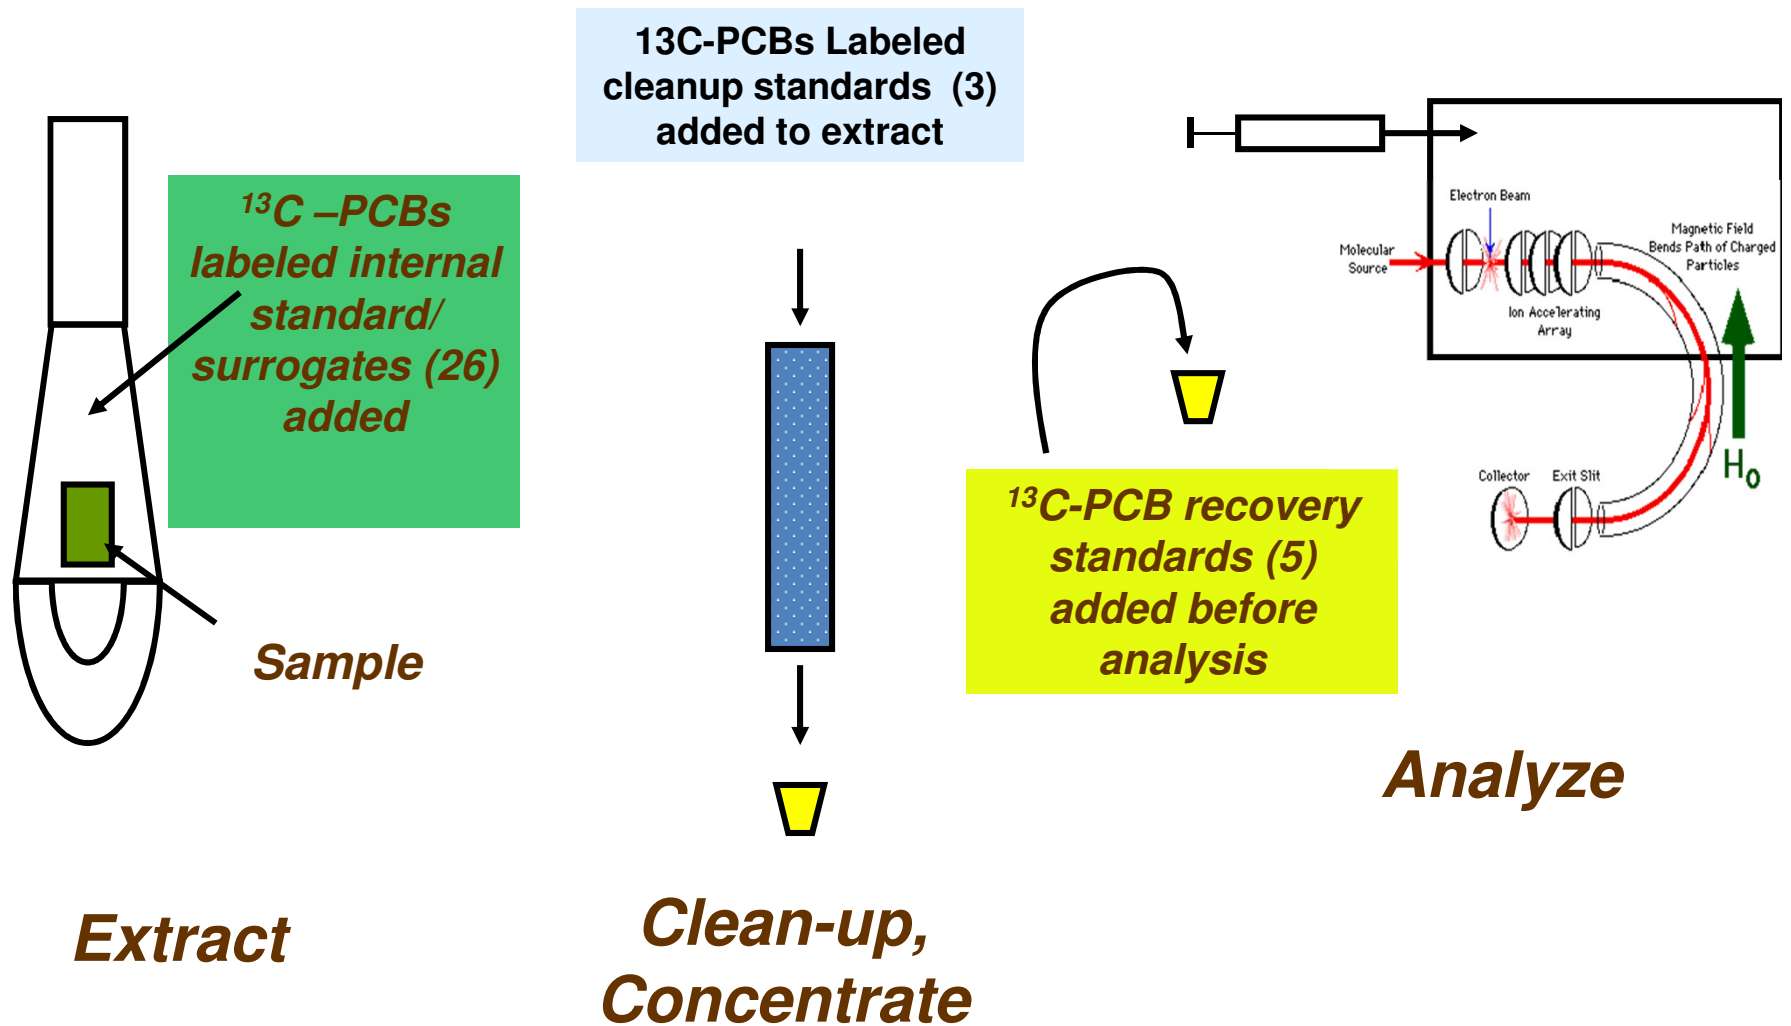 13C-PCBs Labeled
cleanup standards (3)
added to extract
¹³C –PCBs
labeled internal
standard/
surrogates (26)
added
Sample
Extract
Clean-up,
Concentrate
¹³C-PCB recovery
standards (5)
added before
analysis
Electron Beam
Molecular
Source
Magnetic Field
Bends Path of Charged
Particles
Ion Accelerating
Array
H₀
Collector
Exit Slit
Analyze